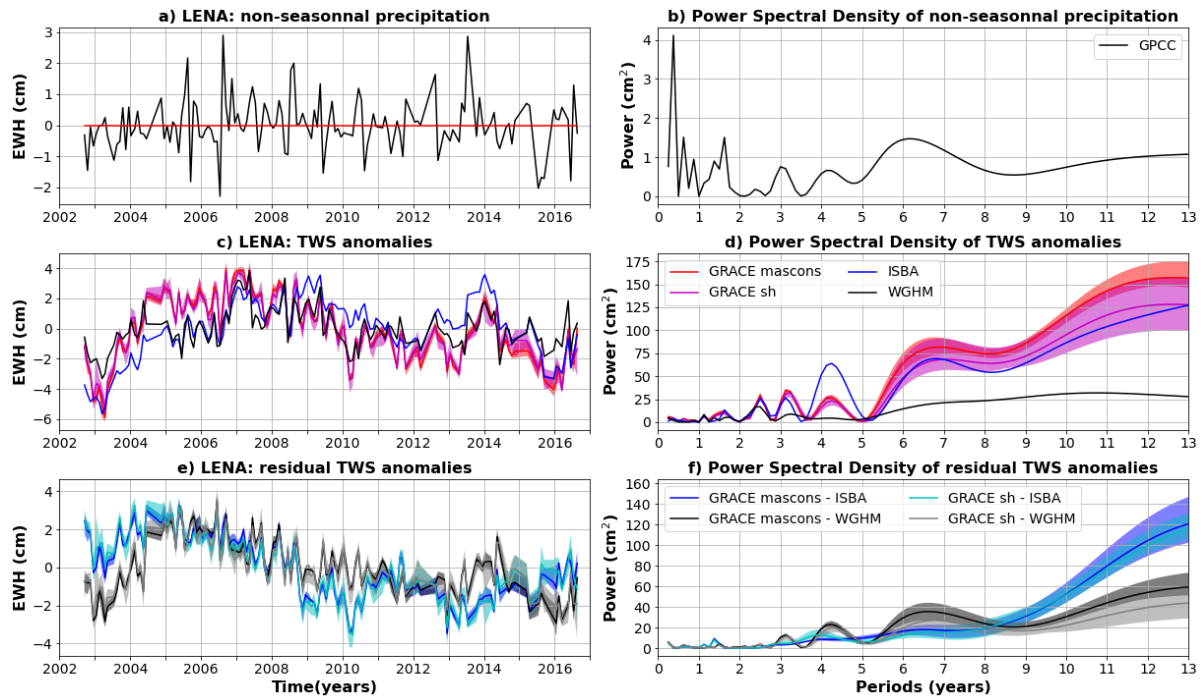 a) LENA: non-seasonnal precipitation
EWH (cm)
3
2
1
0
−1
−2
2002 2004 2006 2008 2010 2012 2014 2016
b) Power Spectral Density of non-seasonnal precipitation
Power (cm²)
4
3
2
1
0
GPCC
0 1 2 3 4 5 6 7 8 9 10 11 12 13
c) LENA: TWS anomalies
EWH (cm)
4
2
0
−2
−4
−6
2002 2004 2006 2008 2010 2012 2014 2016
d) Power Spectral Density of TWS anomalies
Power (cm²)
175
150
125
100
75
50
25
0
GRACE mascons ISBA
GRACE sh WGHM
0 1 2 3 4 5 6 7 8 9 10 11 12 13
e) LENA: residual TWS anomalies
EWH (cm)
4
2
0
−2
−4
2002 2004 2006 2008 2010 2012 2014 2016
Time(years)
f) Power Spectral Density of residual TWS anomalies
Power (cm²)
160
140
120
100
80
60
40
20
0
GRACE mascons - ISBA GRACE sh - ISBA
GRACE mascons - WGHM GRACE sh - WGHM
0 1 2 3 4 5 6 7 8 9 10 11 12 13
Periods (years)